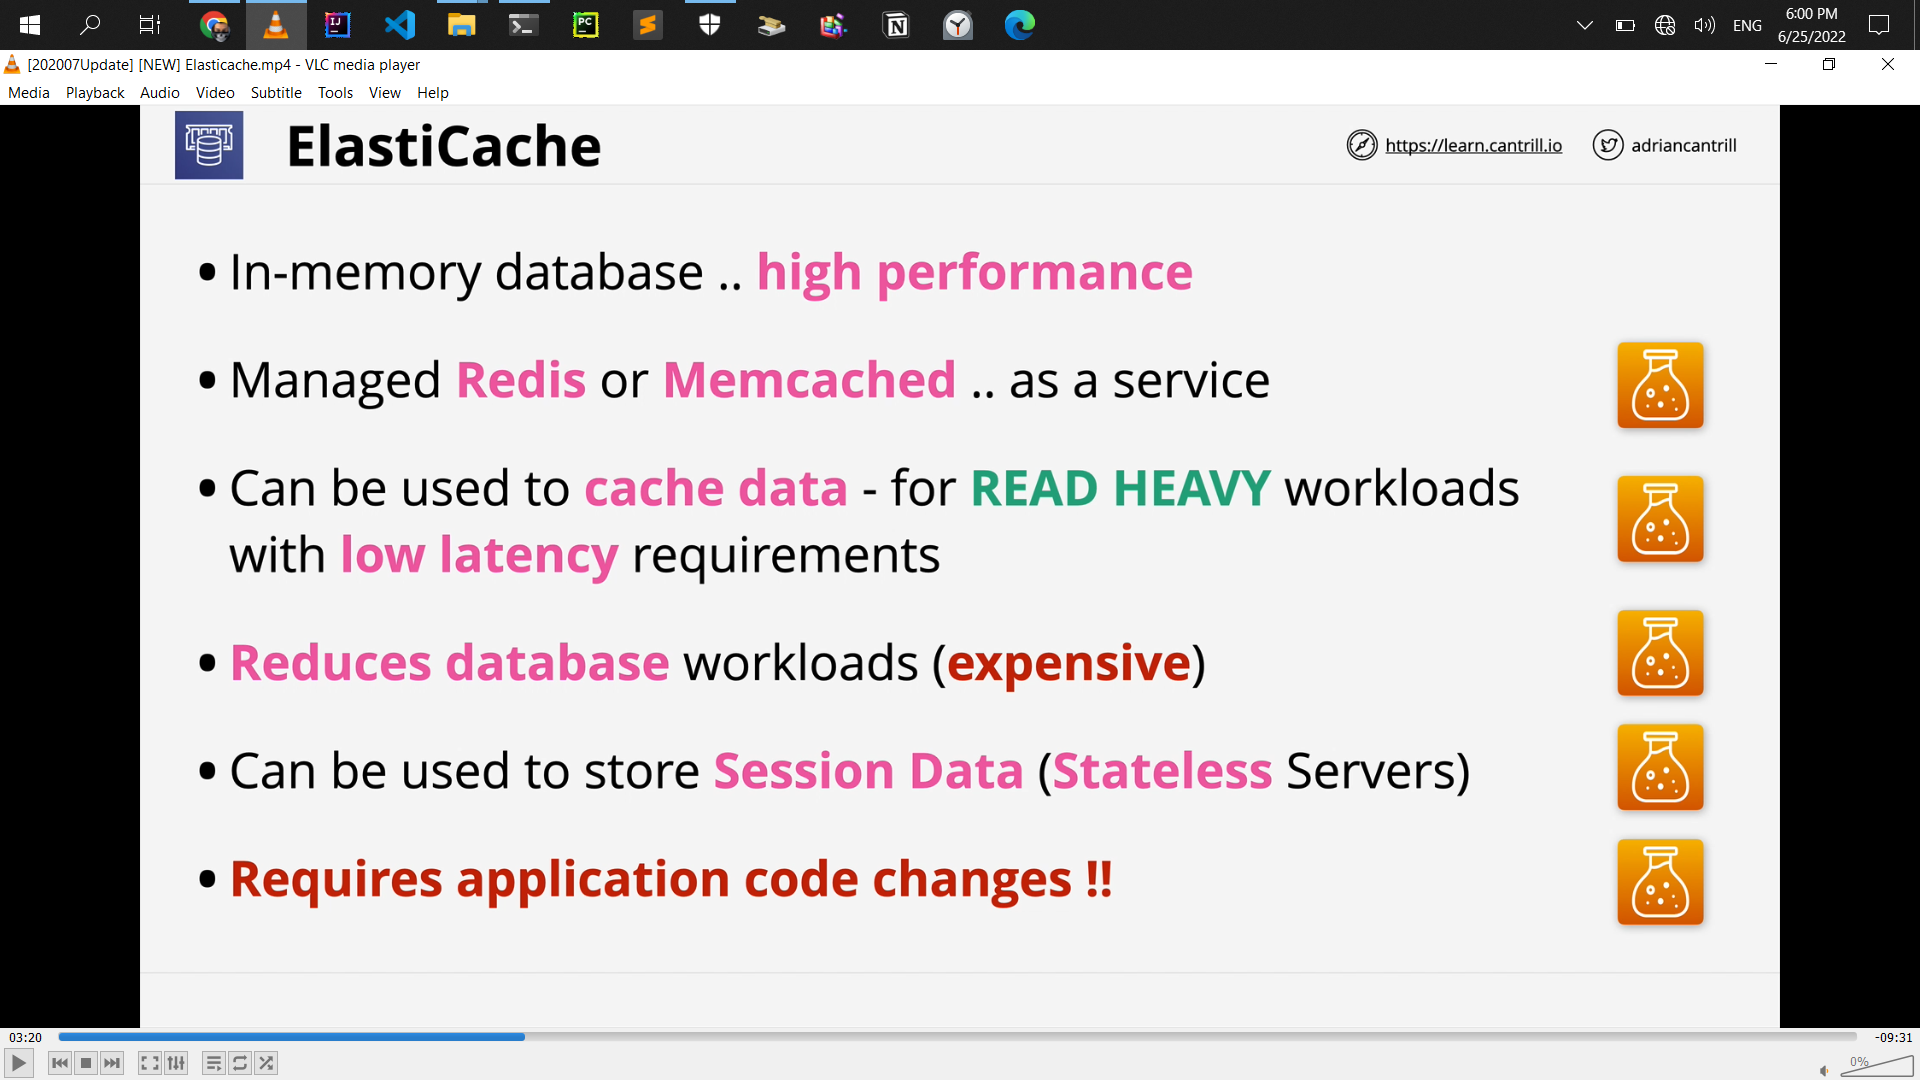 ENG
6:00 PM
6/25/2022
[202007Update] [NEW] Elasticache.mp4 - VLC media player
Media Playback Audio Video Subtitle Tools View Help
ElastiCache
https://learn.cantrill.io
adriancantrill
• In-memory database .. high performance
• Managed Redis or Memcached .. as a service
• Can be used to cache data - for READ HEAVY workloads
with low latency requirements
• Reduces database workloads (expensive)
• Can be used to store Session Data (Stateless Servers)
• Requires application code changes !!
03:20
-09:31
0%